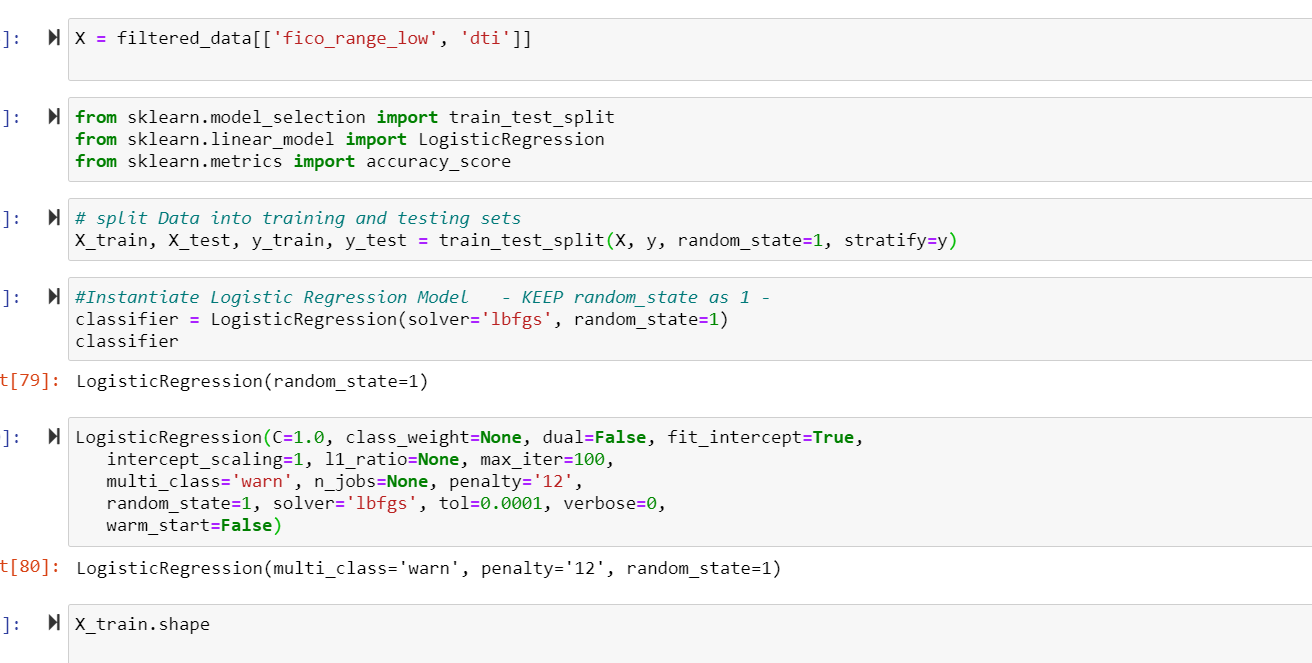 ]: X = filtered_data[['fico_range_low', 'dti']]
]: from sklearn.model_selection import train_test_split
from sklearn.linear_model import LogisticRegression
from sklearn.metrics import accuracy_score
]: # split Data into training and testing sets
X_train, X_test, y_train, y_test = train_test_split(X, y, random_state=1, stratify=y)
]: #Instantiate Logistic Regression Model   - KEEP random_state as 1 -
classifier = LogisticRegression(solver='lbfgs', random_state=1)
classifier
t[79]: LogisticRegression(random_state=1)
]: LogisticRegression(C=1.0, class_weight=None, dual=False, fit_intercept=True,
intercept_scaling=1, l1_ratio=None, max_iter=100,
multi_class='warn', n_jobs=None, penalty='12',
random_state=1, solver='lbfgs', tol=0.0001, verbose=0,
warm_start=False)
t[80]: LogisticRegression(multi_class='warn', penalty='12', random_state=1)
]: X_train.shape